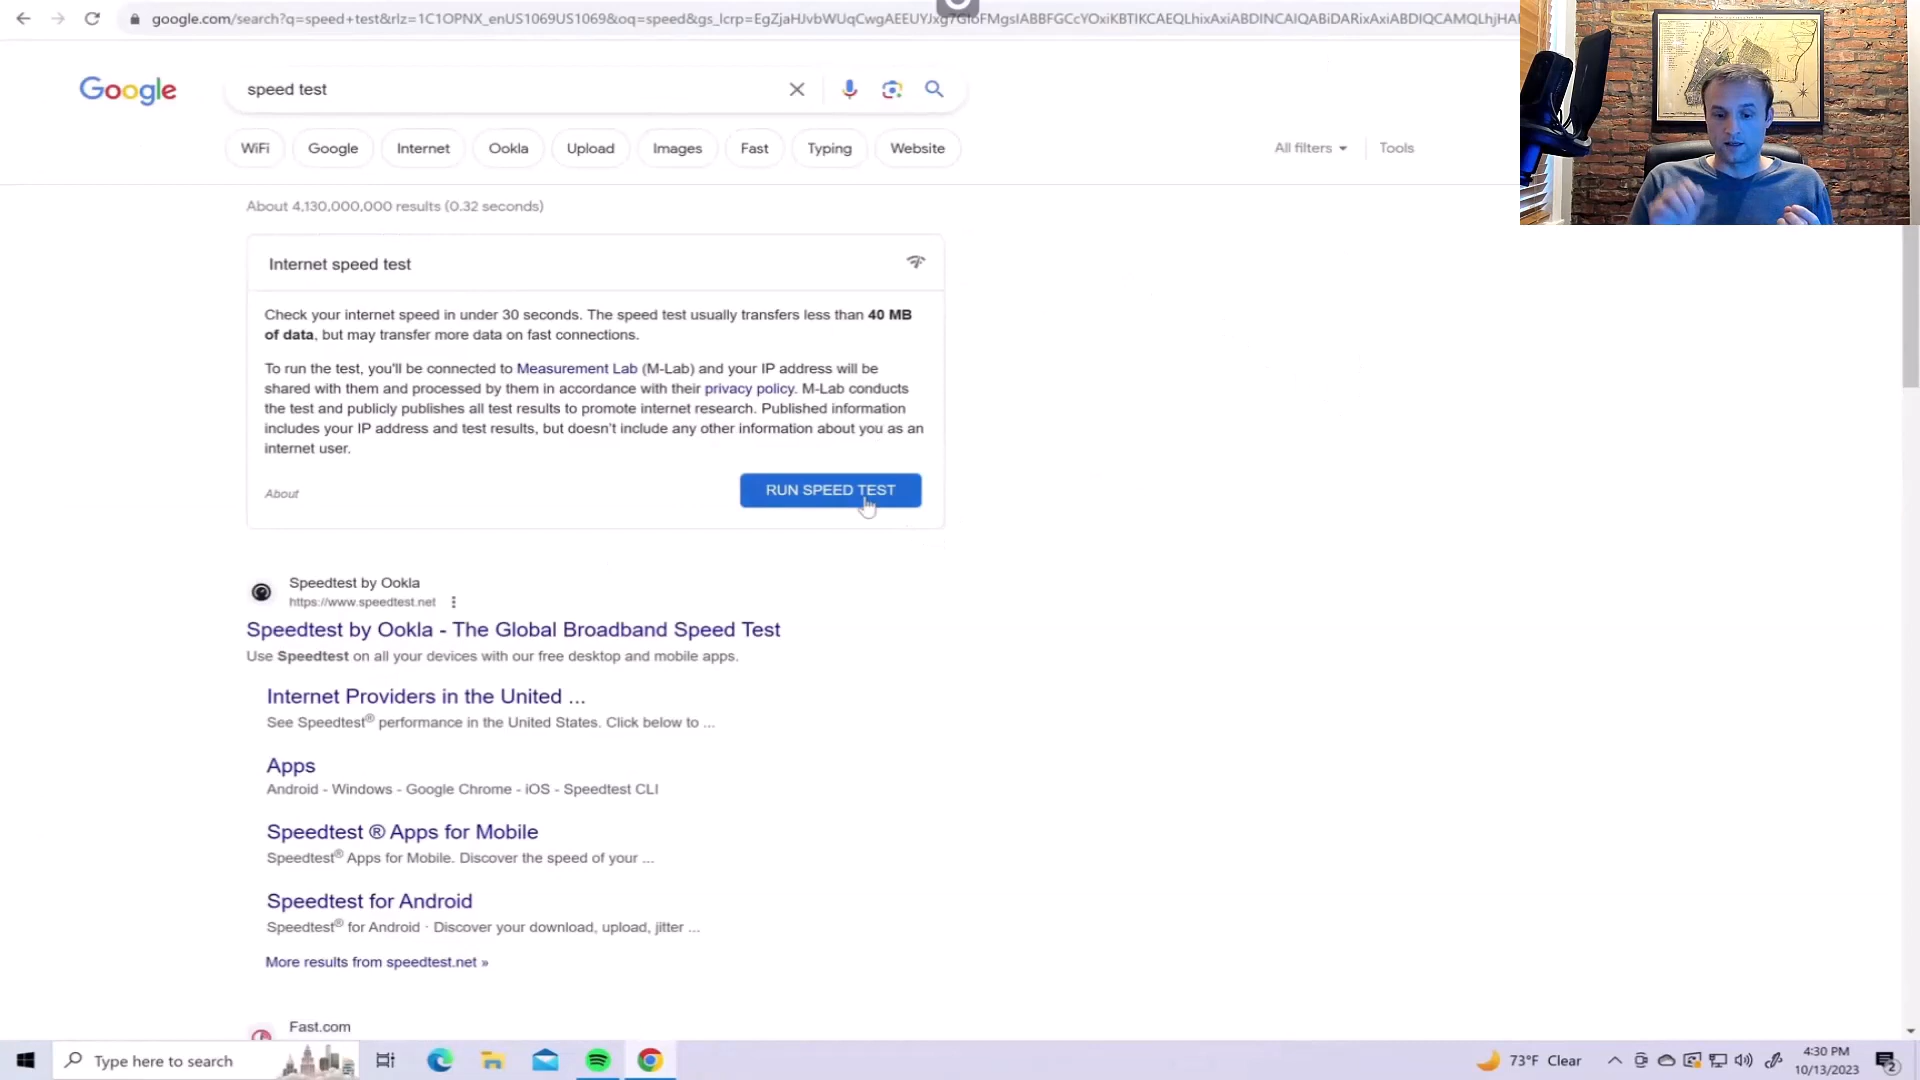 google.com/search?q=speed+test&rlz=1C1OPNX_enUS1069US1069&oq=speed&gs_lcrp=
Google
speed test
WiFi
Google
Internet
Ookla
Upload
Images
Fast
Typing
Website
All filters
Tools
About 4,130,000,000 results (0.32 seconds)
Internet speed test
Check your internet speed in under 30 seconds. The speed test usually transfers less than 40 MB
of data, but may transfer more data on fast connections.
To run the test, you'll be connected to Measurement Lab (M-Lab) and your IP address will be
shared with them and processed by them in accordance with their privacy policy. M-Lab conducts
the test and publicly publishes all test results to promote internet research. Published information
includes your IP address and test results, but doesn't include any other information about you as an
internet user.
About
RUN SPEED TEST
Speedtest by Ookla
https://www.speedtest.net
Speedtest by Ookla - The Global Broadband Speed Test
Use Speedtest on all your devices with our free desktop and mobile apps.
Internet Providers in the United ...
See Speedtest® performance in the United States. Click below to ...
Apps
Android - Windows - Google Chrome - iOS - Speedtest CLI
Speedtest ® Apps for Mobile
Speedtest® Apps for Mobile. Discover the speed of your ...
Speedtest for Android
Speedtest® for Android · Discover your download, upload, jitter ...
More results from speedtest.net »
Fast.com
Type here to search
73°F Clear
4:30 PM
10/13/2023
2